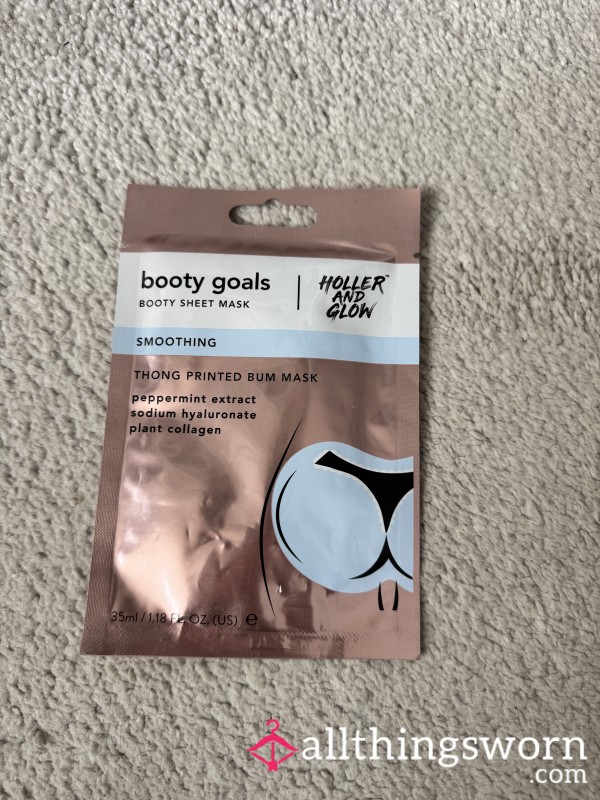 booty goals
BOOTY SHEET MASK
HOLLER™
AND
GLOW
SMOOTHING
THONG PRINTED BUM MASK
peppermint extract
sodium hyaluronate
plant collagen
35ml / 1.18 FL. OZ. (US) ℮
allthingsworn
.com